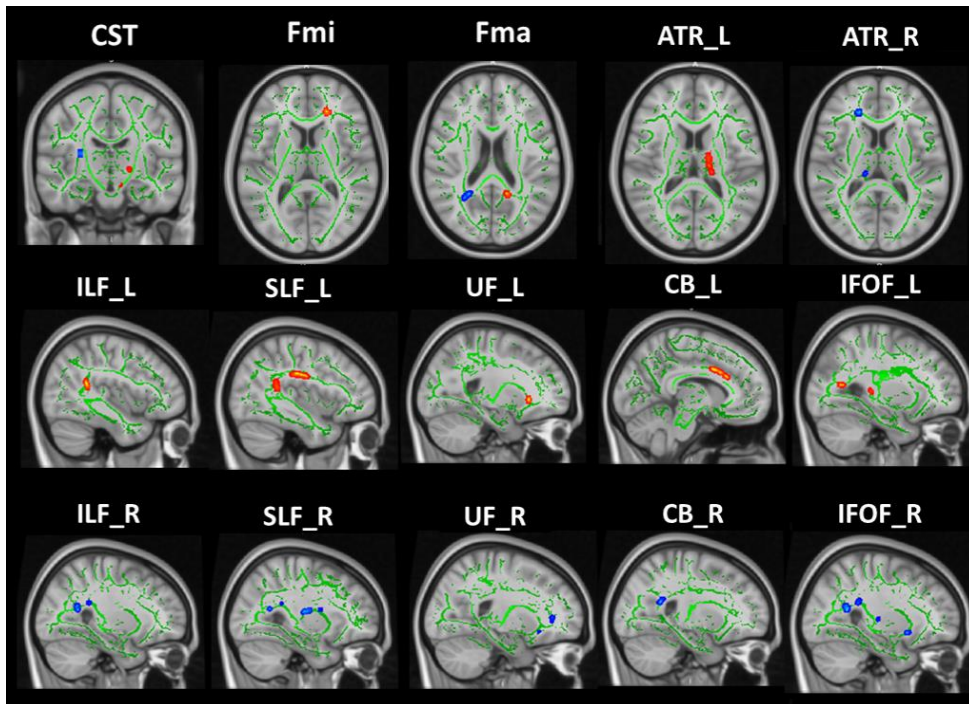 CST Fmi Fma ATR_L ATR_R
ILF_L SLF_L UF_L CB_L IFOF_L
ILF_R SLF_R UF_R CB_R IFOF_R